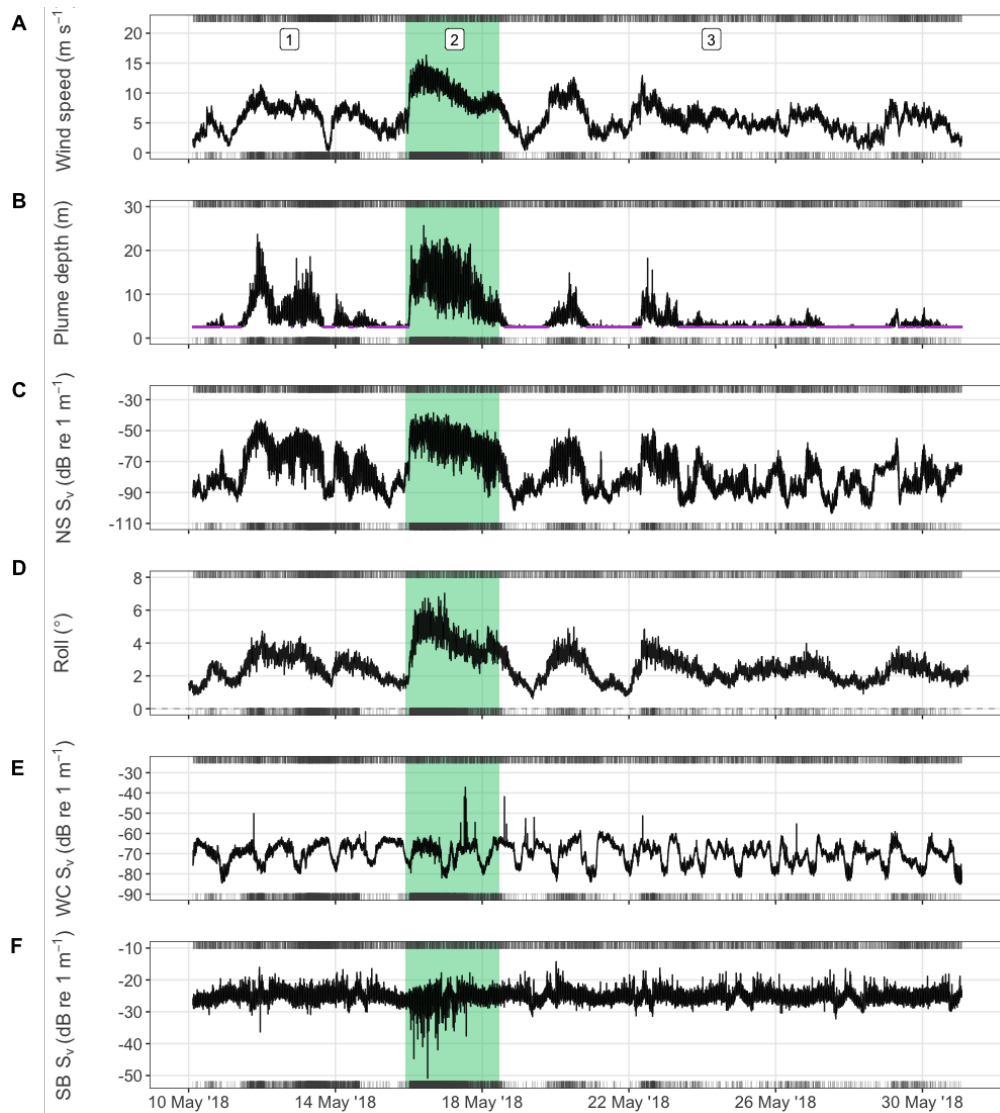 A
Wind speed (m s⁻¹)
20
15
10
5
0
1
2
3
B
Plume depth (m)
30
20
10
0
C
NS Sᵥ (dB re 1 m⁻¹)
-30
-50
-70
-90
-110
D
Roll (°)
8
6
4
2
0
E
WC Sᵥ (dB re 1 m⁻¹)
-30
-40
-50
-60
-70
-80
-90
F
SB Sᵥ (dB re 1 m⁻¹)
-10
-20
-30
-40
-50
10 May '18 14 May '18 18 May '18 22 May '18 26 May '18 30 May '18